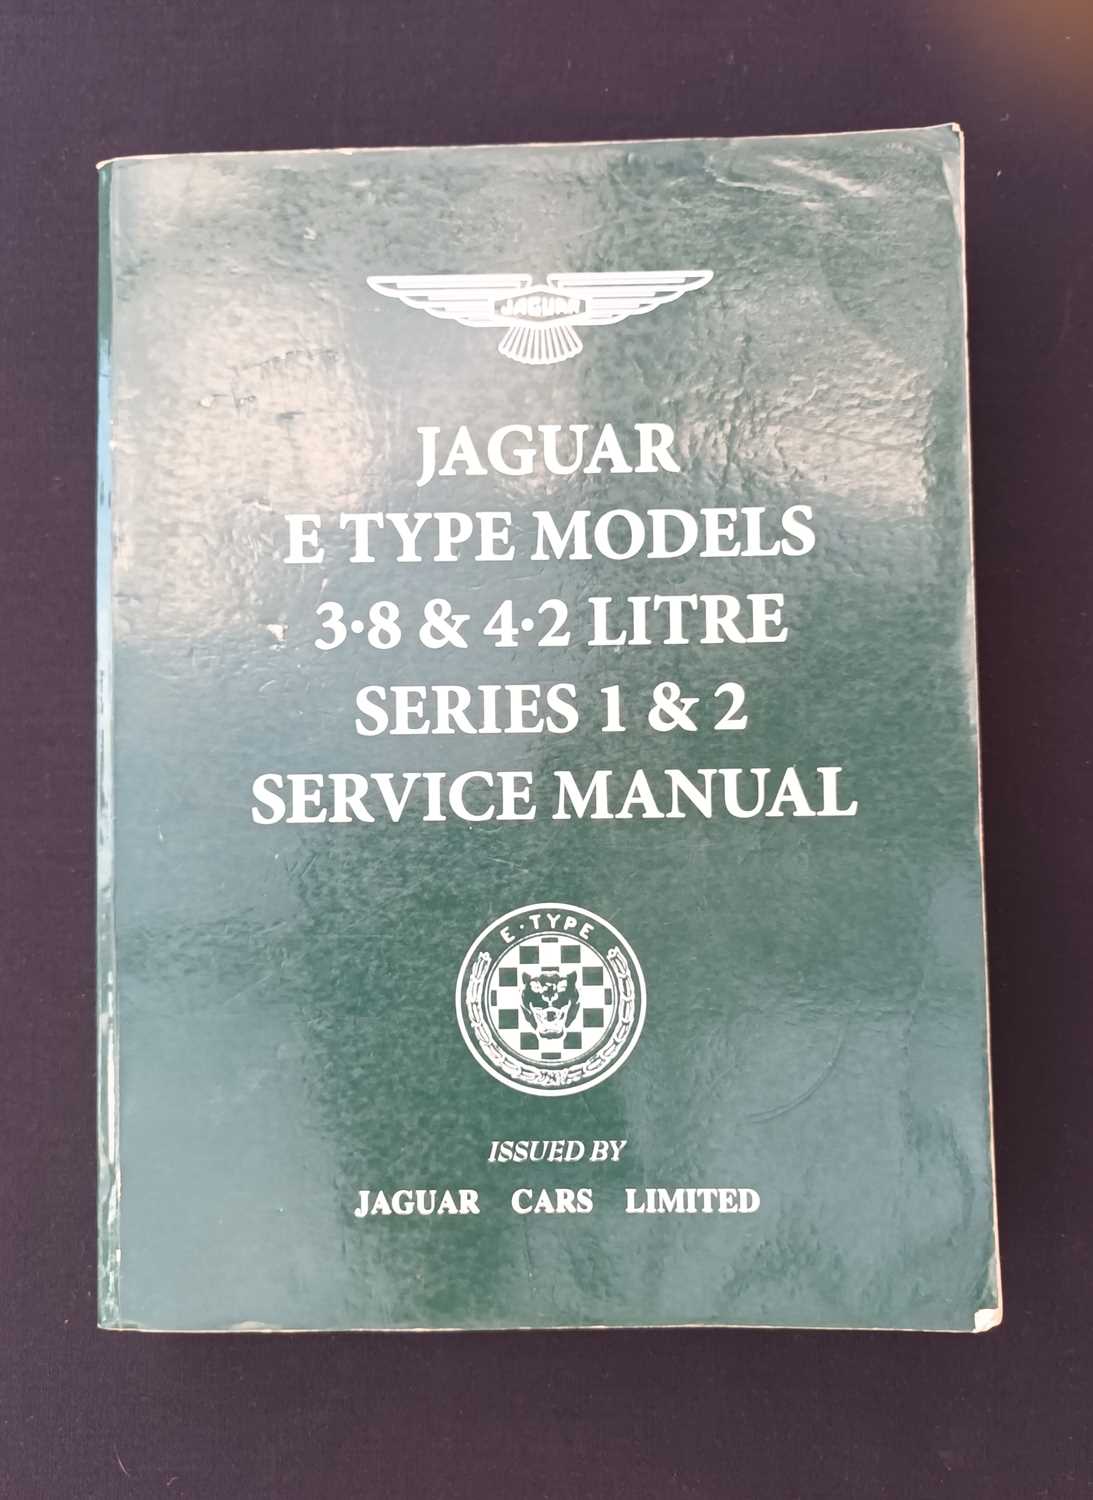 JAGUAR
JAGUAR
E TYPE MODELS
3·8 & 4·2 LITRE
SERIES 1 & 2
SERVICE MANUAL
E·TYPE
ISSUED BY
JAGUAR CARS LIMITED